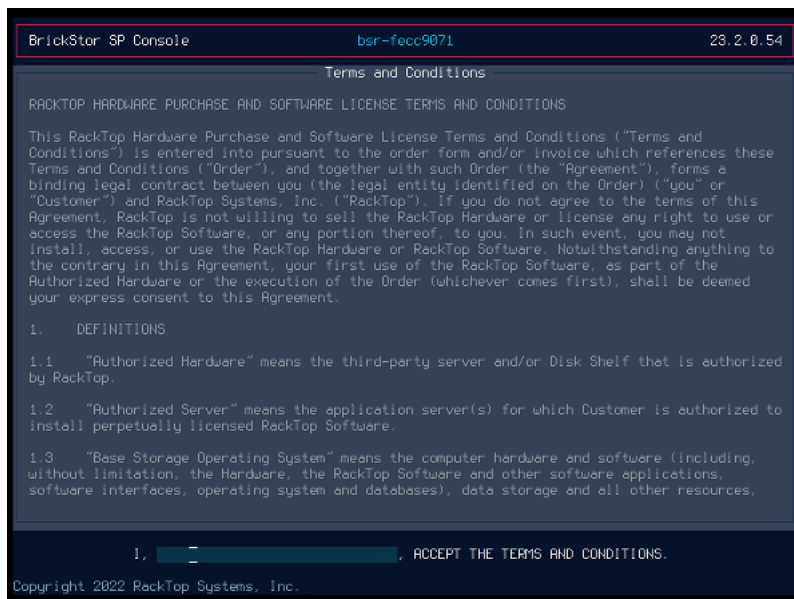 BrickStor SP Console bsr-fecc9071 23.2.0.54
Terms and Conditions
RACKTOP HARDWARE PURCHASE AND SOFTWARE LICENSE TERMS AND CONDITIONS
This RackTop Hardware Purchase and Software License Terms and Conditions ("Terms and
Conditions") is entered into pursuant to the order form and/or invoice which references these
Terms and Conditions ("Order"), and together with such Order (the "Agreement"), forms a
binding legal contract between you (the legal entity identified on the Order) ("you" or
"Customer") and RackTop Systems, Inc. ("RackTop"). If you do not agree to the terms of this
Agreement, RackTop is not willing to sell the RackTop Hardware or license any right to use or
access the RackTop Software, or any portion thereof, to you. In such event, you may not
install, access, or use the RackTop Hardware or RackTop Software. Notwithstanding anything to
the contrary in this Agreement, your first use of the RackTop Software, as part of the
Authorized Hardware or the execution of the Order (whichever comes first), shall be deemed
your express consent to this Agreement.
1. DEFINITIONS
1.1 "Authorized Hardware" means the third-party server and/or Disk Shelf that is authorized
by RackTop.
1.2 "Authorized Server" means the application server(s) for which Customer is authorized to
install perpetually licensed RackTop Software.
1.3 "Base Storage Operating System" means the computer hardware and software (including,
without limitation, the Hardware, the RackTop Software and other software applications,
software interfaces, operating system and databases), data storage and all other resources,
I, , ACCEPT THE TERMS AND CONDITIONS.
Copyright 2022 RackTop Systems, Inc.